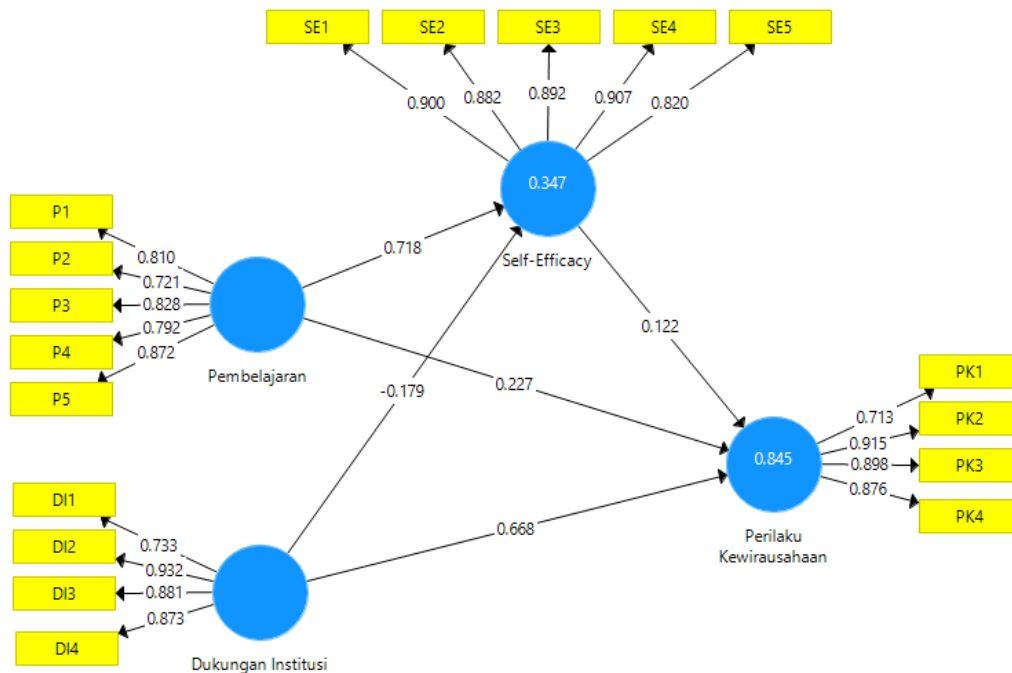 SE1 SE2 SE3 SE4 SE5
0.900 0.882 0.892 0.907 0.820
0.347
Self-Efficacy
P1
P2
P3
P4
P5
0.810
0.721
0.828
0.792
0.872
Pembelajaran
0.718
-0.179
0.227
0.122
0.668
DI1
DI2
DI3
DI4
0.733
0.932
0.881
0.873
Dukungan Institusi
0.845
Perilaku
Kewirausahaan
0.713
0.915
0.898
0.876
PK1
PK2
PK3
PK4